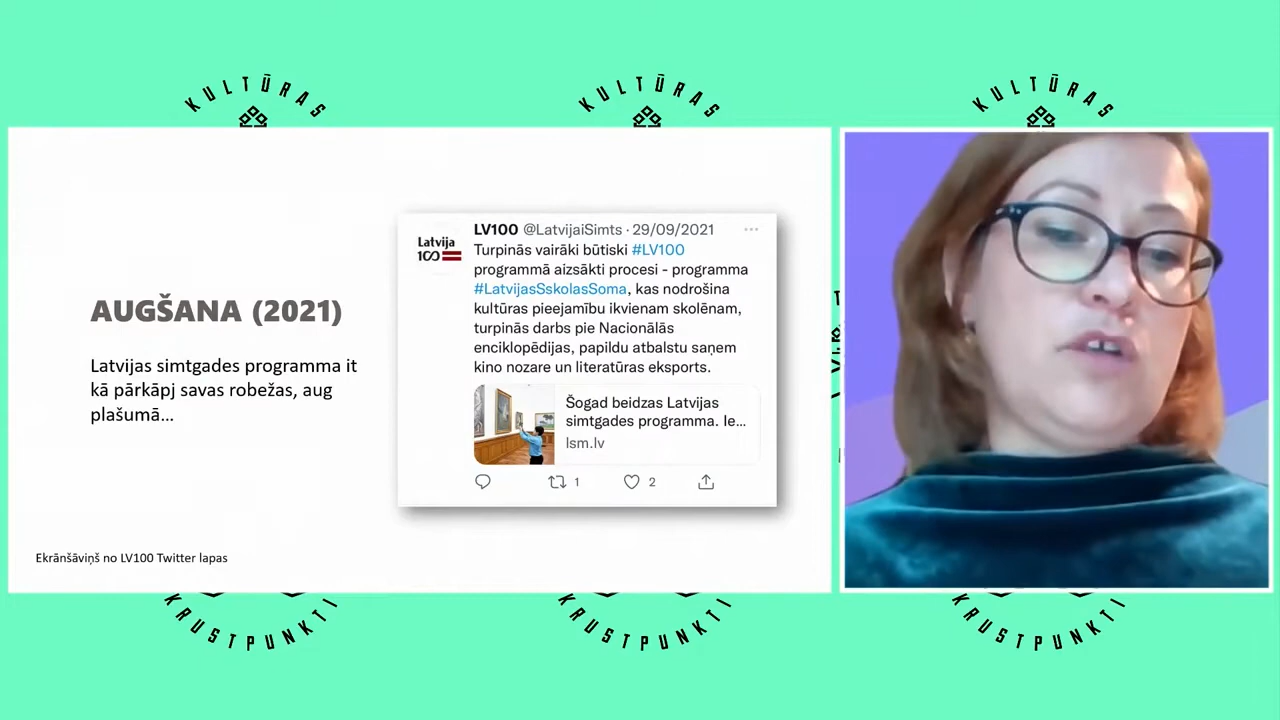 KULTŪRAS
KULTŪRAS
KULTŪRAS
AUGŠANA (2021)
Latvijas simtgades programma it
kā pārkāpj savas robežas, aug
plašumā...
Latvija
100
LV100 @LatvijaiSimts · 29/09/2021
Turpinās vairāki būtiski #LV100
programmā aizsākti procesi - programma
#LatvijasSskolasSoma, kas nodrošina
kultūras pieejamību ikvienam skolēnam,
turpinās darbs pie Nacionālās
enciklopēdijas, papildu atbalstu saņem
kino nozare un literatūras eksports.
Šogad beidzas Latvijas
simtgades programma. Ie...
lsm.lv
1
2
Ekrānšāviņš no LV100 Twitter lapas
KRUSTPUNKTI
KRUSTPUNKTI
KRUSTPUNKTI